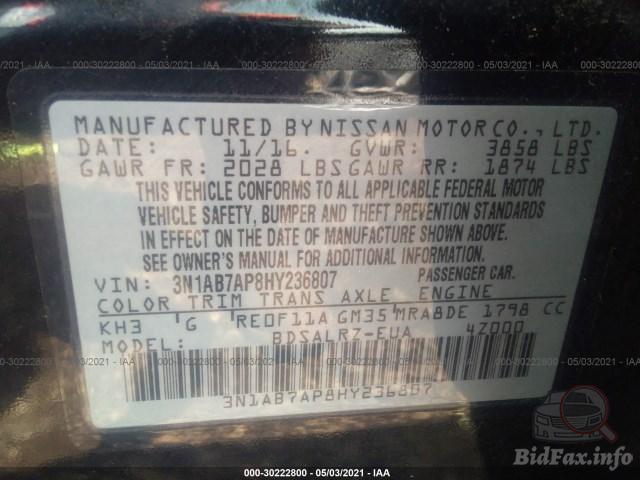 000-30222800 - 05/03/2021 - IAA
MANUFACTURED BY NISSAN MOTOR CO., LTD.
DATE: 11/16. GVWR: 3858 LBS
GAWR FR: 2028 LBS GAWR RR: 1874 LBS
THIS VEHICLE CONFORMS TO ALL APPLICABLE FEDERAL MOTOR
VEHICLE SAFETY, BUMPER AND THEFT PREVENTION STANDARDS
IN EFFECT ON THE DATE OF MANUFACTURE SHOWN ABOVE.
SEE OWNER'S MANUAL FOR ADDITIONAL INFORMATION.
VIN: 3N1AB7AP8HY236807 PASSENGER CAR.
COLOR TRIM TRANS AXLE ENGINE
KH3 'G 'RE0F11A GM35 'MRA8DE 1798 CC
MODEL: BDSALRZ-EUA 4Z000
3N1AB7AP8HY236807
BidFax.info
000-30222800 - 05/03/2021 - IAA